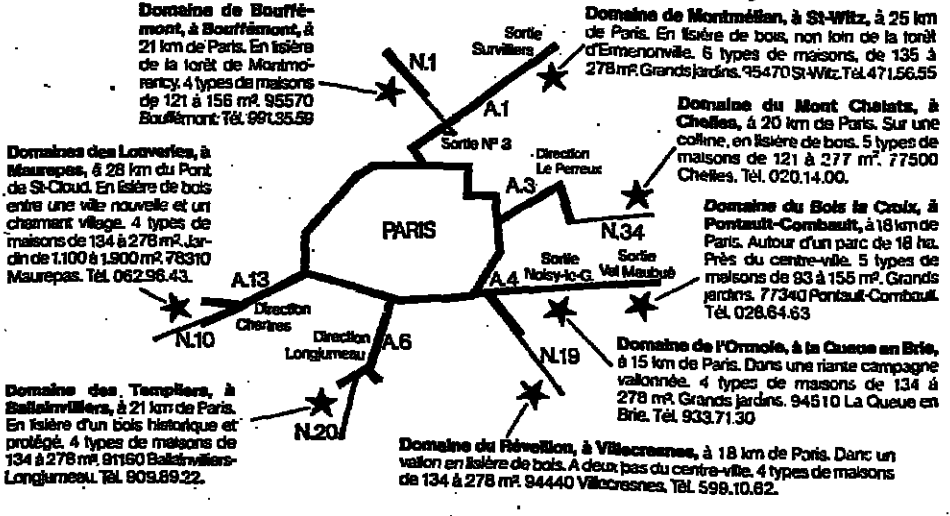 Domaine de Bouffé-
mont, à Bouffémont, à
21 km de Paris. En lisière
de la forêt de Montmo-
rency. 4 types de maisons
de 121 à 156 m². 95570
Bouffémont. Tél. 991.35.59
Domaine de Montmélian, à St-Witz, à 25 km
de Paris. En lisière de bois, non loin de la forêt
d'Ermenonville. 6 types de maisons, de 135 à
278 m². Grands jardins. 95470 St-Witz. Tél. 471.56.55
Sortie
Survilliers
N.1
A.1
Sortie N° 3
Domaine du Mont Chalats, à
Chelles, à 20 km de Paris. Sur une
colline, en lisière de bois. 5 types de
maisons de 121 à 277 m². 77500
Chelles. Tél. 020.14.00.
Domaines des Louveries, à
Maurepas, à 28 km du Pont
de St-Cloud. En lisière de bois
entre une ville nouvelle et un
charmant village. 4 types de
maisons de 134 à 278 m². Jar-
din de 1.100 à 1.900 m². 78310
Maurepas. Tél. 062.96.43.
Direction
Le Perreux
A.3
N.34
PARIS
Domaine du Bois la Croix, à
Pontault-Combault, à 18 km de
Paris. Autour d'un parc de 18 ha.
Près du centre-ville. 5 types de
maisons de 93 à 155 m². Grands
jardins. 77340 Pontault-Combault.
Tél. 028.64.63
Sortie
Noisy-le-G.
Sortie
Val Maubué
A.4
A.13
Direction
Chartres
N.10
Direction
Longjumeau
A.6
N.19
N.20
Domaine de l'Ormoie, à la Queue en Brie,
à 15 km de Paris. Dans une riante campagne
vallonnée. 4 types de maisons de 134 à
278 m². Grands jardins. 94510 La Queue en
Brie. Tél. 933.71.30
Domaine des Templiers, à
Ballainvilliers, à 21 km de Paris.
En lisière d'un bois historique et
protégé. 4 types de maisons de
134 à 278 m². 91160 Ballainvilliers-
Longjumeau. Tél. 909.89.22.
Domaine du Réveillon, à Villecresnes, à 18 km de Paris. Dans un
vallon en lisière de bois. A deux pas du centre-ville. 4 types de maisons
de 134 à 278 m². 94440 Villecresnes. Tél. 599.10.62.